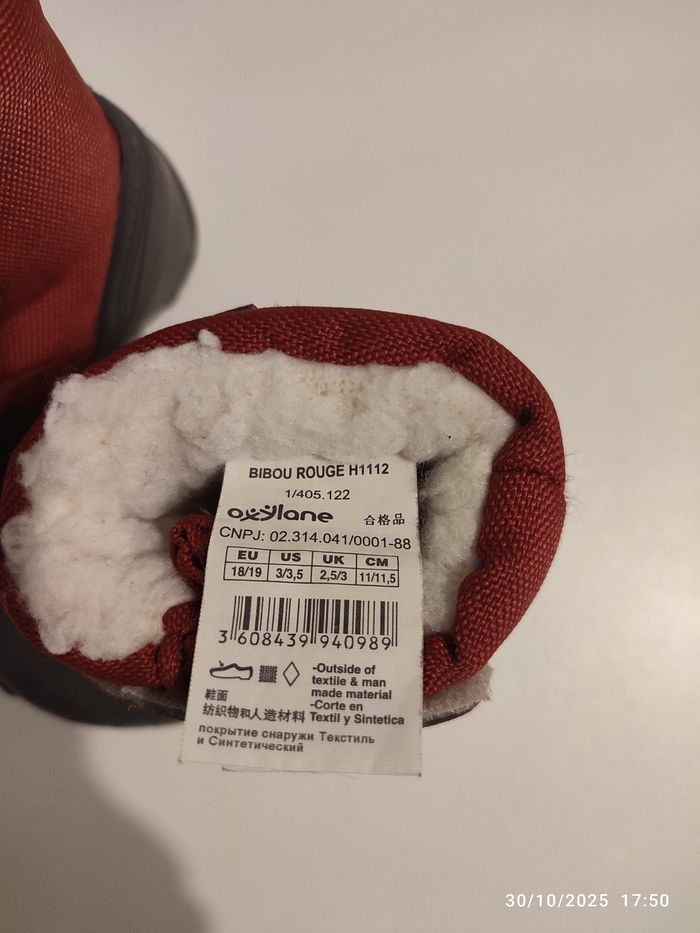 BIBOU ROUGE H1112
1/405.122
oxylane 合格品
CNPJ: 02.314.041/0001-88
EU US UK CM
18/19 3/3,5 2,5/3 11/11,5
3 608439 940989
-Outside of
textile & man
made material
-Corte en
Textil y Sintetica
鞋面
纺织物和人造材料
покрытие снаружи Текстиль
и Синтетический
30/10/2025 17:50